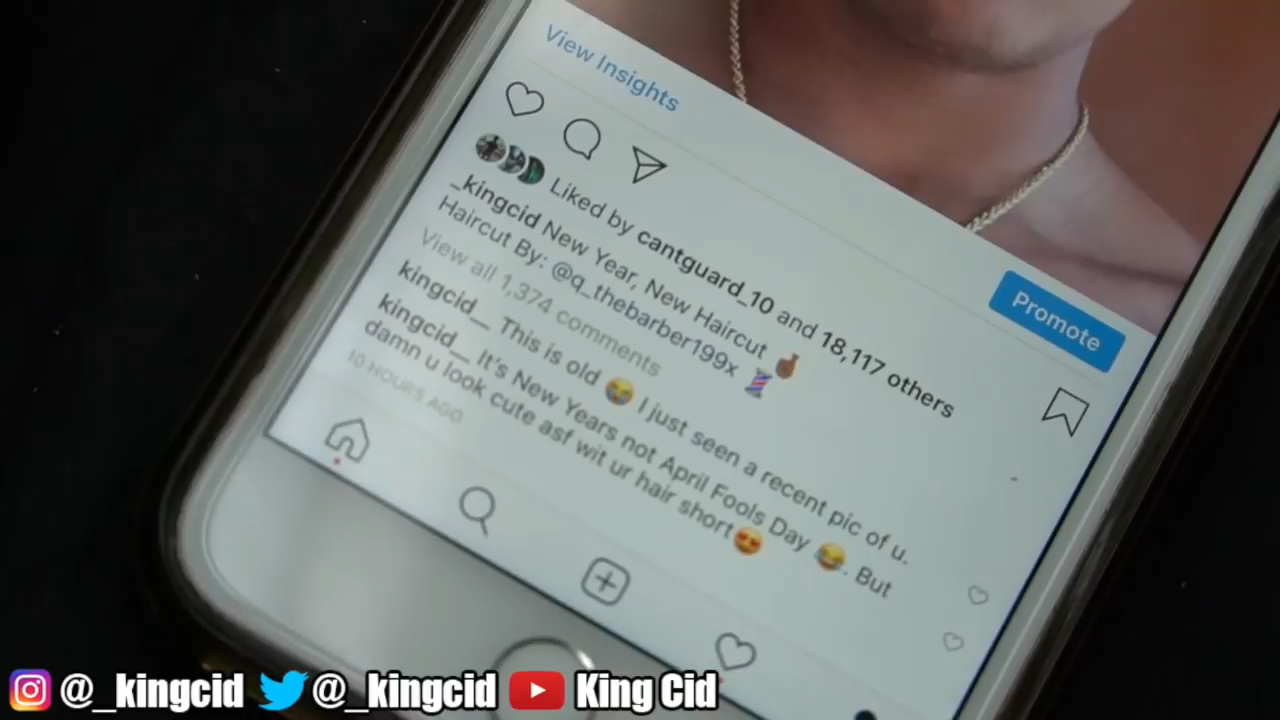 View Insights
Promote
Liked by cantguard_10 and 18,117 others
_kingcid New Year, New Haircut
Haircut By: @q_thebarber199x 💈
View all 1,374 comments
kingcid__ This is old 😂 I just seen a recent pic of u.
kingcid__ It's New Years not April Fools Day 😂. But
damn u look cute asf wit ur hair short😍
10 HOURS AGO
@_kingcid @_kingcid King Cid